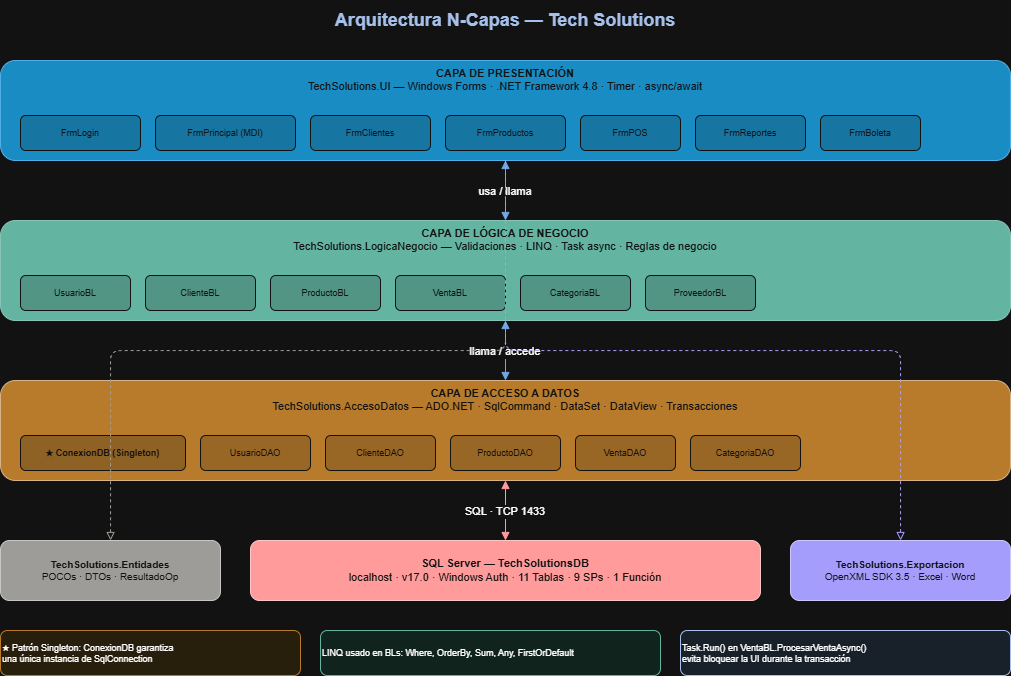 Arquitectura N-Capas — Tech Solutions
CAPA DE PRESENTACIÓN
TechSolutions.UI — Windows Forms · .NET Framework 4.8 · Timer · async/await
FrmLogin
FrmPrincipal (MDI)
FrmClientes
FrmProductos
FrmPOS
FrmReportes
FrmBoleta
usa / llama
CAPA DE LÓGICA DE NEGOCIO
TechSolutions.LogicaNegocio — Validaciones · LINQ · Task async · Reglas de negocio
UsuarioBL
ClienteBL
ProductoBL
VentaBL
CategoriaBL
ProveedorBL
llama / accede
CAPA DE ACCESO A DATOS
TechSolutions.AccesoDatos — ADO.NET · SqlCommand · DataSet · DataView · Transacciones
★ ConexionDB (Singleton)
UsuarioDAO
ClienteDAO
ProductoDAO
VentaDAO
CategoriaDAO
SQL · TCP 1433
TechSolutions.Entidades
POCOs · DTOs · ResultadoOp
SQL Server — TechSolutionsDB
localhost · v17.0 · Windows Auth · 11 Tablas · 9 SPs · 1 Función
TechSolutions.Exportacion
OpenXML SDK 3.5 · Excel · Word
★ Patrón Singleton: ConexionDB garantiza
una única instancia de SqlConnection
LINQ usado en BLs: Where, OrderBy, Sum, Any, FirstOrDefault
Task.Run() en VentaBL.ProcesarVentaAsync()
evita bloquear la UI durante la transacción